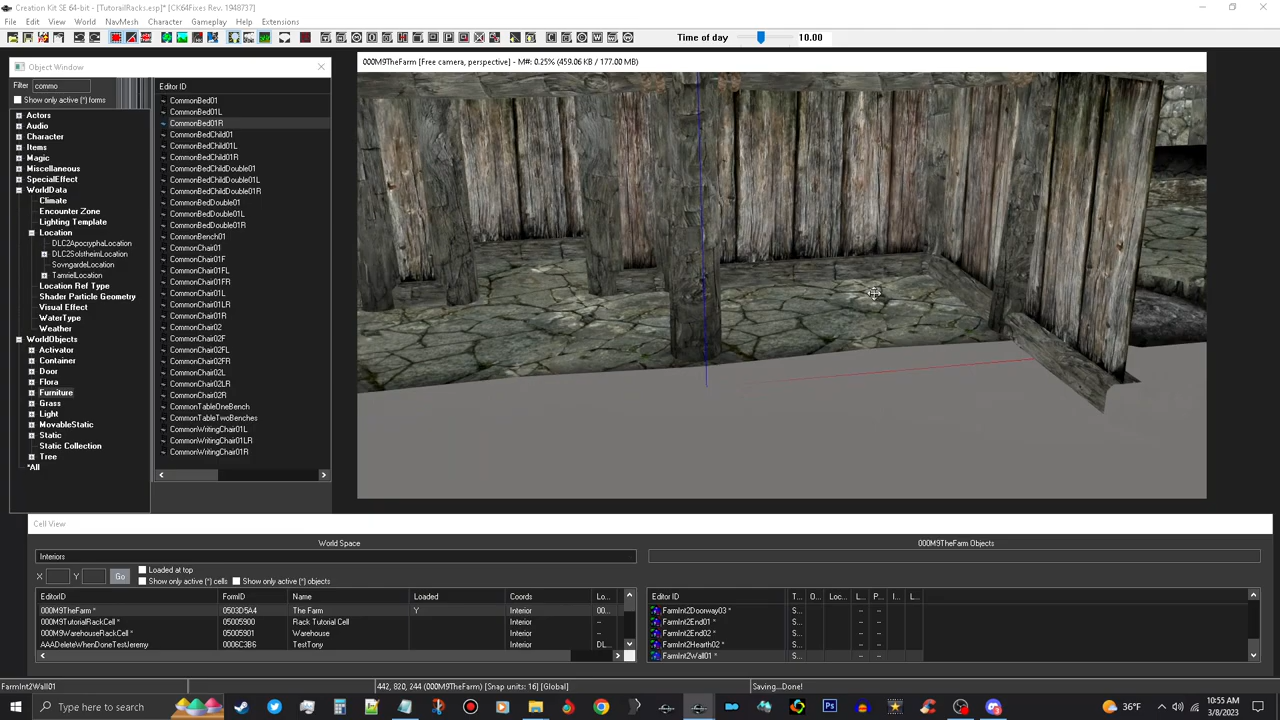 Creation Kit SE 64-bit - [TutorailRacks.esp]* [CK64Fixes Rev. 1948737]
File Edit View World NavMesh Character Gameplay Help Extensions
Time of day 10.00
Object Window
Filter commo
Show only active (*) forms
Actors
Audio
Character
Items
Magic
Miscellaneous
SpecialEffect
WorldData
Climate
Encounter Zone
Lighting Template
Location
DLC2ApocryphaLocation
DLC2SolstheimLocation
SovngardeLocation
TamrielLocation
Location Ref Type
Image Space
Shader Particle Geometry
Visual Effect
WaterType
Weather
WorldObjects
Activator
Container
Door
Flora
Furniture
Grass
Light
MovableStatic
Static
Static Collection
Tree
*All
Editor ID
CommonBed01
CommonBed01L
CommonBed01R
CommonBedChild01
CommonBedChild01L
CommonBedChild01R
CommonBedChildDouble01
CommonBedChildDouble01L
CommonBedChildDouble01R
CommonBedDouble01
CommonBedDouble01L
CommonBedDouble01R
CommonBench01
CommonChair01
CommonChair01F
CommonChair01FL
CommonChair01FR
CommonChair01L
CommonChair01LR
CommonChair01R
CommonChair02
CommonChair02F
CommonChair02FL
CommonChair02FR
CommonChair02L
CommonChair02LR
CommonChair02R
CommonTableOneBench
CommonTableTwoBenches
CommonWritingChair01L
CommonWritingChair01LR
CommonWritingChair01R
000M9TheFarm [Free camera, perspective] - M#: 0.25% (459.06 KB / 177.00 MB)
Cell View
World Space
Interiors
X Y Go
Loaded at top
Show only active (*) cells Show only active (*) objects
EditorID FormID Name Loaded Coords Lo...
000M9TheFarm * 0503D5A4 The Farm Y Interior 00...
000M9TutorialRackCell * 05005900 Rack Tutorial Cell Interior --
000M9WarehouseRackCell * 05005901 Warehouse Interior --
AAADeleteWhenDoneTestJeremy 0006C3B6 TestTony Interior DL...
000M9TheFarm Objects
Editor ID T... O... Loc... L... P... I... L...
FarmInt2Doorway03 * S... -- --
FarmInt2End01 * S... -- --
FarmInt2End02 * S... -- --
FarmInt2Hearth02 * S... -- --
FarmInt2Wall01 * S... -- --
FarmInt2Wall01
442, 820, 244 (000M9TheFarm) [Snap units: 16] [Global]
Saving...Done!
Type here to search
36°F
10:55 AM
3/8/2023